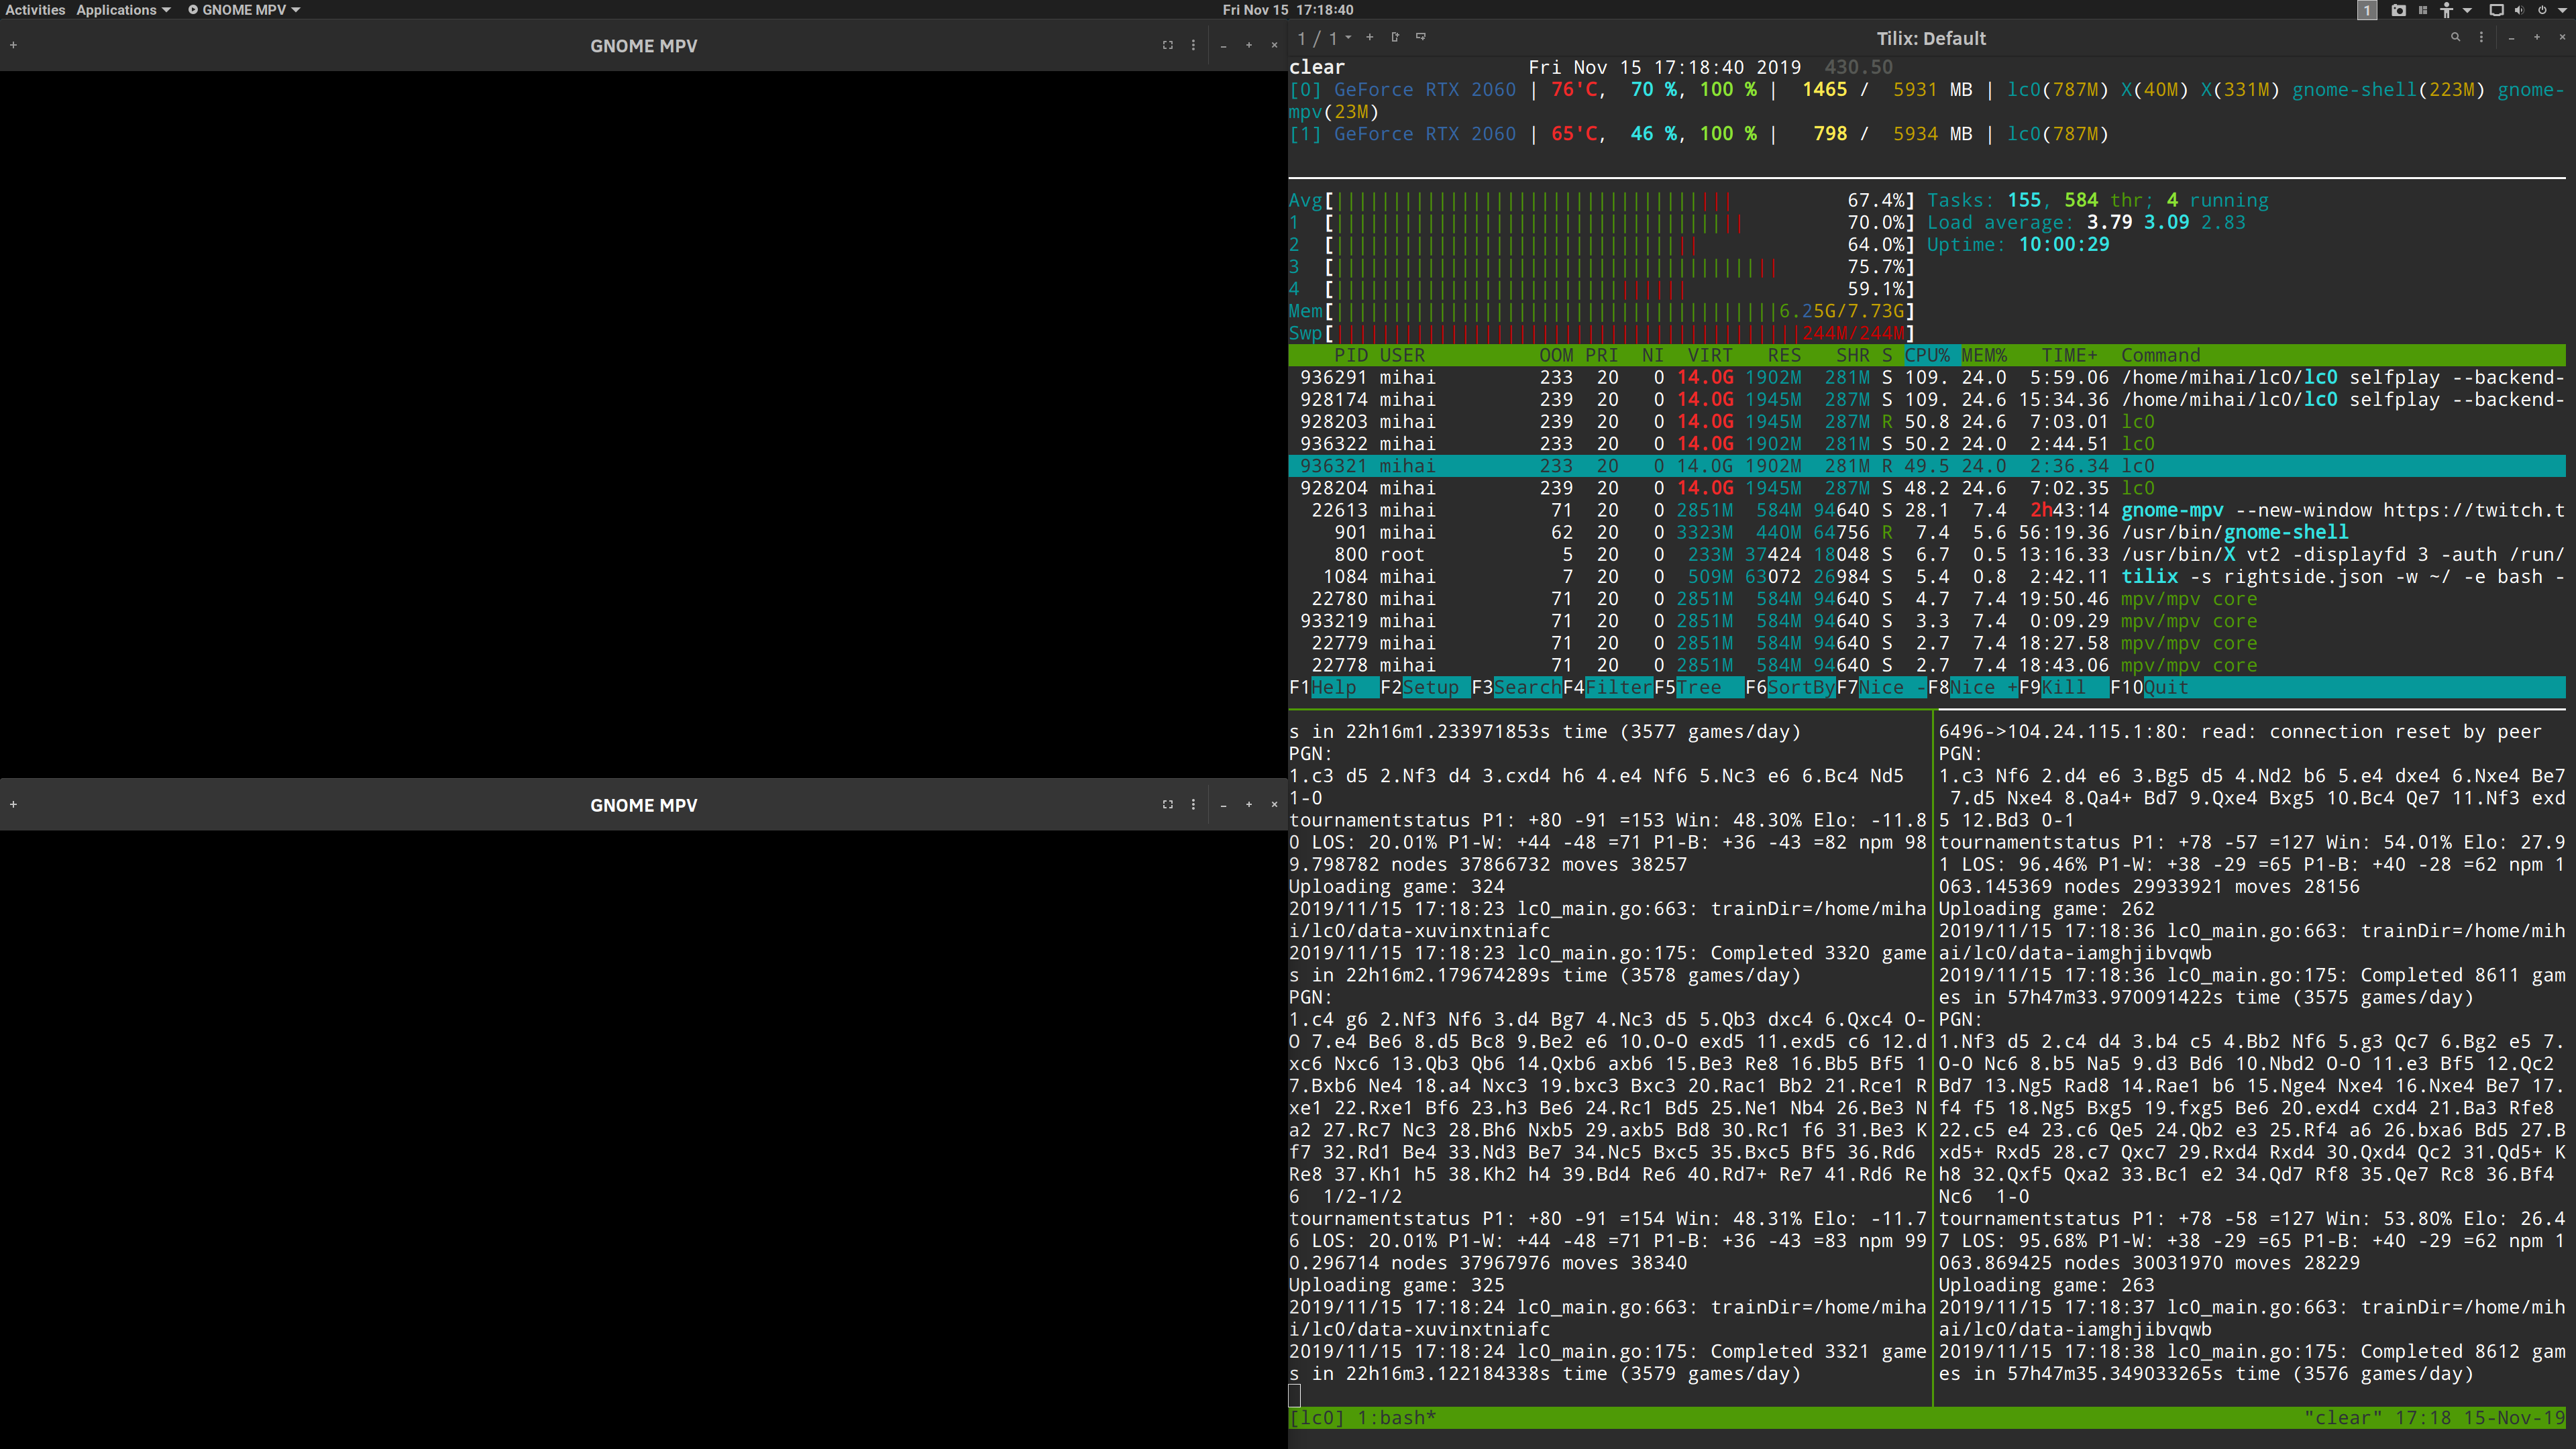 Activities Applications GNOME MPV Fri Nov 15 17:18:40 1
GNOME MPV
GNOME MPV
1 / 1 Tilix: Default
clear Fri Nov 15 17:18:40 2019 430.50
[0] GeForce RTX 2060 | 76'C, 70 %, 100 % | 1465 / 5931 MB | lc0(787M) X(40M) X(331M) gnome-shell(223M) gnome-
mpv(23M)
[1] GeForce RTX 2060 | 65'C, 46 %, 100 % | 798 / 5934 MB | lc0(787M)
Avg[ 67.4%] Tasks: 155, 584 thr; 4 running
1 [ 70.0%] Load average: 3.79 3.09 2.83
2 [ 64.0%] Uptime: 10:00:29
3 [ 75.7%]
4 [ 59.1%]
Mem[ 6.25G/7.73G]
Swp[ 244M/244M]
PID USER OOM PRI NI VIRT RES SHR S CPU% MEM% TIME+ Command
936291 mihai 233 20 0 14.0G 1902M 281M S 109. 24.0 5:59.06 /home/mihai/lc0/lc0 selfplay --backend-
928174 mihai 239 20 0 14.0G 1945M 287M S 109. 24.6 15:34.36 /home/mihai/lc0/lc0 selfplay --backend-
928203 mihai 239 20 0 14.0G 1945M 287M R 50.8 24.6 7:03.01 lc0
936322 mihai 233 20 0 14.0G 1902M 281M S 50.2 24.0 2:44.51 lc0
936321 mihai 233 20 0 14.0G 1902M 281M R 49.5 24.0 2:36.34 lc0
928204 mihai 239 20 0 14.0G 1945M 287M S 48.2 24.6 7:02.35 lc0
22613 mihai 71 20 0 2851M 584M 94640 S 28.1 7.4 2h43:14 gnome-mpv --new-window https://twitch.t
901 mihai 62 20 0 3323M 440M 64756 R 7.4 5.6 56:19.36 /usr/bin/gnome-shell
800 root 5 20 0 233M 37424 18048 S 6.7 0.5 13:16.33 /usr/bin/X vt2 -displayfd 3 -auth /run/
1084 mihai 7 20 0 509M 63072 26984 S 5.4 0.8 2:42.11 tilix -s rightside.json -w ~/ -e bash -
22780 mihai 71 20 0 2851M 584M 94640 S 4.7 7.4 19:50.46 mpv/mpv core
933219 mihai 71 20 0 2851M 584M 94640 S 3.3 7.4 0:09.29 mpv/mpv core
22779 mihai 71 20 0 2851M 584M 94640 S 2.7 7.4 18:27.58 mpv/mpv core
22778 mihai 71 20 0 2851M 584M 94640 S 2.7 7.4 18:43.06 mpv/mpv core
F1Help F2Setup F3SearchF4FilterF5Tree F6SortByF7Nice -F8Nice +F9Kill F10Quit
s in 22h16m1.233971853s time (3577 games/day)
PGN:
1.c3 d5 2.Nf3 d4 3.cxd4 h6 4.e4 Nf6 5.Nc3 e6 6.Bc4 Nd5
1-0
tournamentstatus P1: +80 -91 =153 Win: 48.30% Elo: -11.8
0 LOS: 20.01% P1-W: +44 -48 =71 P1-B: +36 -43 =82 npm 98
9.798782 nodes 37866732 moves 38257
Uploading game: 324
2019/11/15 17:18:23 lc0_main.go:663: trainDir=/home/miha
i/lc0/data-xuvinxtniafc
2019/11/15 17:18:23 lc0_main.go:175: Completed 3320 game
s in 22h16m2.179674289s time (3578 games/day)
PGN:
1.c4 g6 2.Nf3 Nf6 3.d4 Bg7 4.Nc3 d5 5.Qb3 dxc4 6.Qxc4 O-
O 7.e4 Be6 8.d5 Bc8 9.Be2 e6 10.O-O exd5 11.exd5 c6 12.d
xc6 Nxc6 13.Qb3 Qb6 14.Qxb6 axb6 15.Be3 Re8 16.Bb5 Bf5 1
7.Bxb6 Ne4 18.a4 Nxc3 19.bxc3 Bxc3 20.Rac1 Bb2 21.Rce1 R
xe1 22.Rxe1 Bf6 23.h3 Be6 24.Rc1 Bd5 25.Ne1 Nb4 26.Be3 N
a2 27.Rc7 Nc3 28.Bh6 Nxb5 29.axb5 Bd8 30.Rc1 f6 31.Be3 K
f7 32.Rd1 Be4 33.Nd3 Be7 34.Nc5 Bxc5 35.Bxc5 Bf5 36.Rd6
Re8 37.Kh1 h5 38.Kh2 h4 39.Bd4 Re6 40.Rd7+ Re7 41.Rd6 Re
6 1/2-1/2
tournamentstatus P1: +80 -91 =154 Win: 48.31% Elo: -11.7
6 LOS: 20.01% P1-W: +44 -48 =71 P1-B: +36 -43 =83 npm 99
0.296714 nodes 37967976 moves 38340
Uploading game: 325
2019/11/15 17:18:24 lc0_main.go:663: trainDir=/home/miha
i/lc0/data-xuvinxtniafc
2019/11/15 17:18:24 lc0_main.go:175: Completed 3321 game
s in 22h16m3.122184338s time (3579 games/day)
6496->104.24.115.1:80: read: connection reset by peer
PGN:
1.c3 Nf6 2.d4 e6 3.Bg5 d5 4.Nd2 b6 5.e4 dxe4 6.Nxe4 Be7
7.d5 Nxe4 8.Qa4+ Bd7 9.Qxe4 Bxg5 10.Bc4 Qe7 11.Nf3 exd
5 12.Bd3 0-1
tournamentstatus P1: +78 -57 =127 Win: 54.01% Elo: 27.9
1 LOS: 96.46% P1-W: +38 -29 =65 P1-B: +40 -28 =62 npm 1
063.145369 nodes 29933921 moves 28156
Uploading game: 262
2019/11/15 17:18:36 lc0_main.go:663: trainDir=/home/mih
ai/lc0/data-iamghjibvqwb
2019/11/15 17:18:36 lc0_main.go:175: Completed 8611 gam
es in 57h47m33.970091422s time (3575 games/day)
PGN:
1.Nf3 d5 2.c4 d4 3.b4 c5 4.Bb2 Nf6 5.g3 Qc7 6.Bg2 e5 7.
O-O Nc6 8.b5 Na5 9.d3 Bd6 10.Nbd2 O-O 11.e3 Bf5 12.Qc2
Bd7 13.Ng5 Rad8 14.Rae1 b6 15.Nge4 Nxe4 16.Nxe4 Be7 17.
f4 f5 18.Ng5 Bxg5 19.fxg5 Be6 20.exd4 cxd4 21.Ba3 Rfe8
22.c5 e4 23.c6 Qe5 24.Qb2 e3 25.Rf4 a6 26.bxa6 Bd5 27.B
xd5+ Rxd5 28.c7 Qxc7 29.Rxd4 Rxd4 30.Qxd4 Qc2 31.Qd5+ K
h8 32.Qxf5 Qxa2 33.Bc1 e2 34.Qd7 Rf8 35.Qe7 Rc8 36.Bf4
Nc6 1-0
tournamentstatus P1: +78 -58 =127 Win: 53.80% Elo: 26.4
7 LOS: 95.68% P1-W: +38 -29 =65 P1-B: +40 -29 =62 npm 1
063.869425 nodes 30031970 moves 28229
Uploading game: 263
2019/11/15 17:18:37 lc0_main.go:663: trainDir=/home/mih
ai/lc0/data-iamghjibvqwb
2019/11/15 17:18:38 lc0_main.go:175: Completed 8612 gam
es in 57h47m35.349033265s time (3576 games/day)
[lc0] 1:bash* "clear" 17:18 15-Nov-19